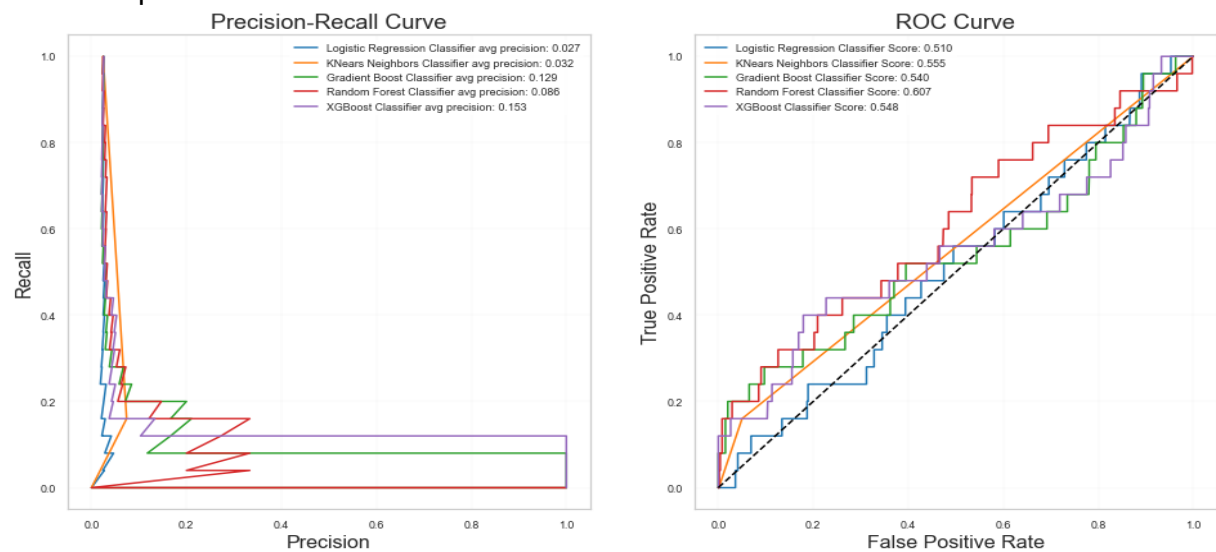 Precision-Recall Curve
Logistic Regression Classifier avg precision: 0.027
KNears Neighbors Classifier avg precision: 0.032
Gradient Boost Classifier avg precision: 0.129
Random Forest Classifier avg precision: 0.086
XGBoost Classifier avg precision: 0.153
1.0
0.8
0.6
0.4
0.2
0.0
Recall
0.0 0.2 0.4 0.6 0.8 1.0
Precision
ROC Curve
Logistic Regression Classifier Score: 0.510
KNears Neighbors Classifier Score: 0.555
Gradient Boost Classifier Score: 0.540
Random Forest Classifier Score: 0.607
XGBoost Classifier Score: 0.548
1.0
0.8
0.6
0.4
0.2
0.0
True Positive Rate
0.0 0.2 0.4 0.6 0.8 1.0
False Positive Rate